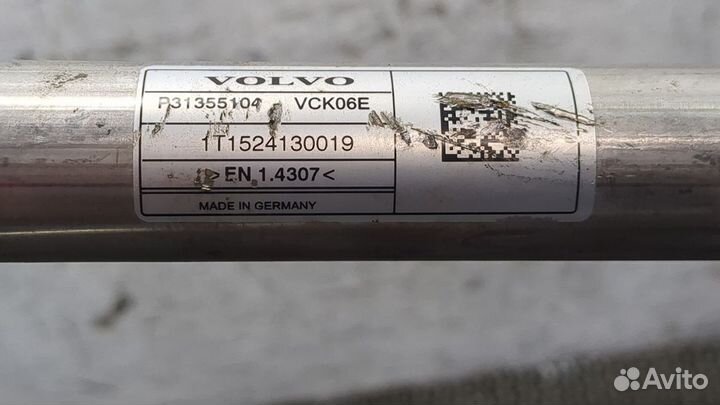 VOLVO
P31355104 VCK06E
1T1524130019
>EN 1.4307<
MADE IN GERMANY
Avito